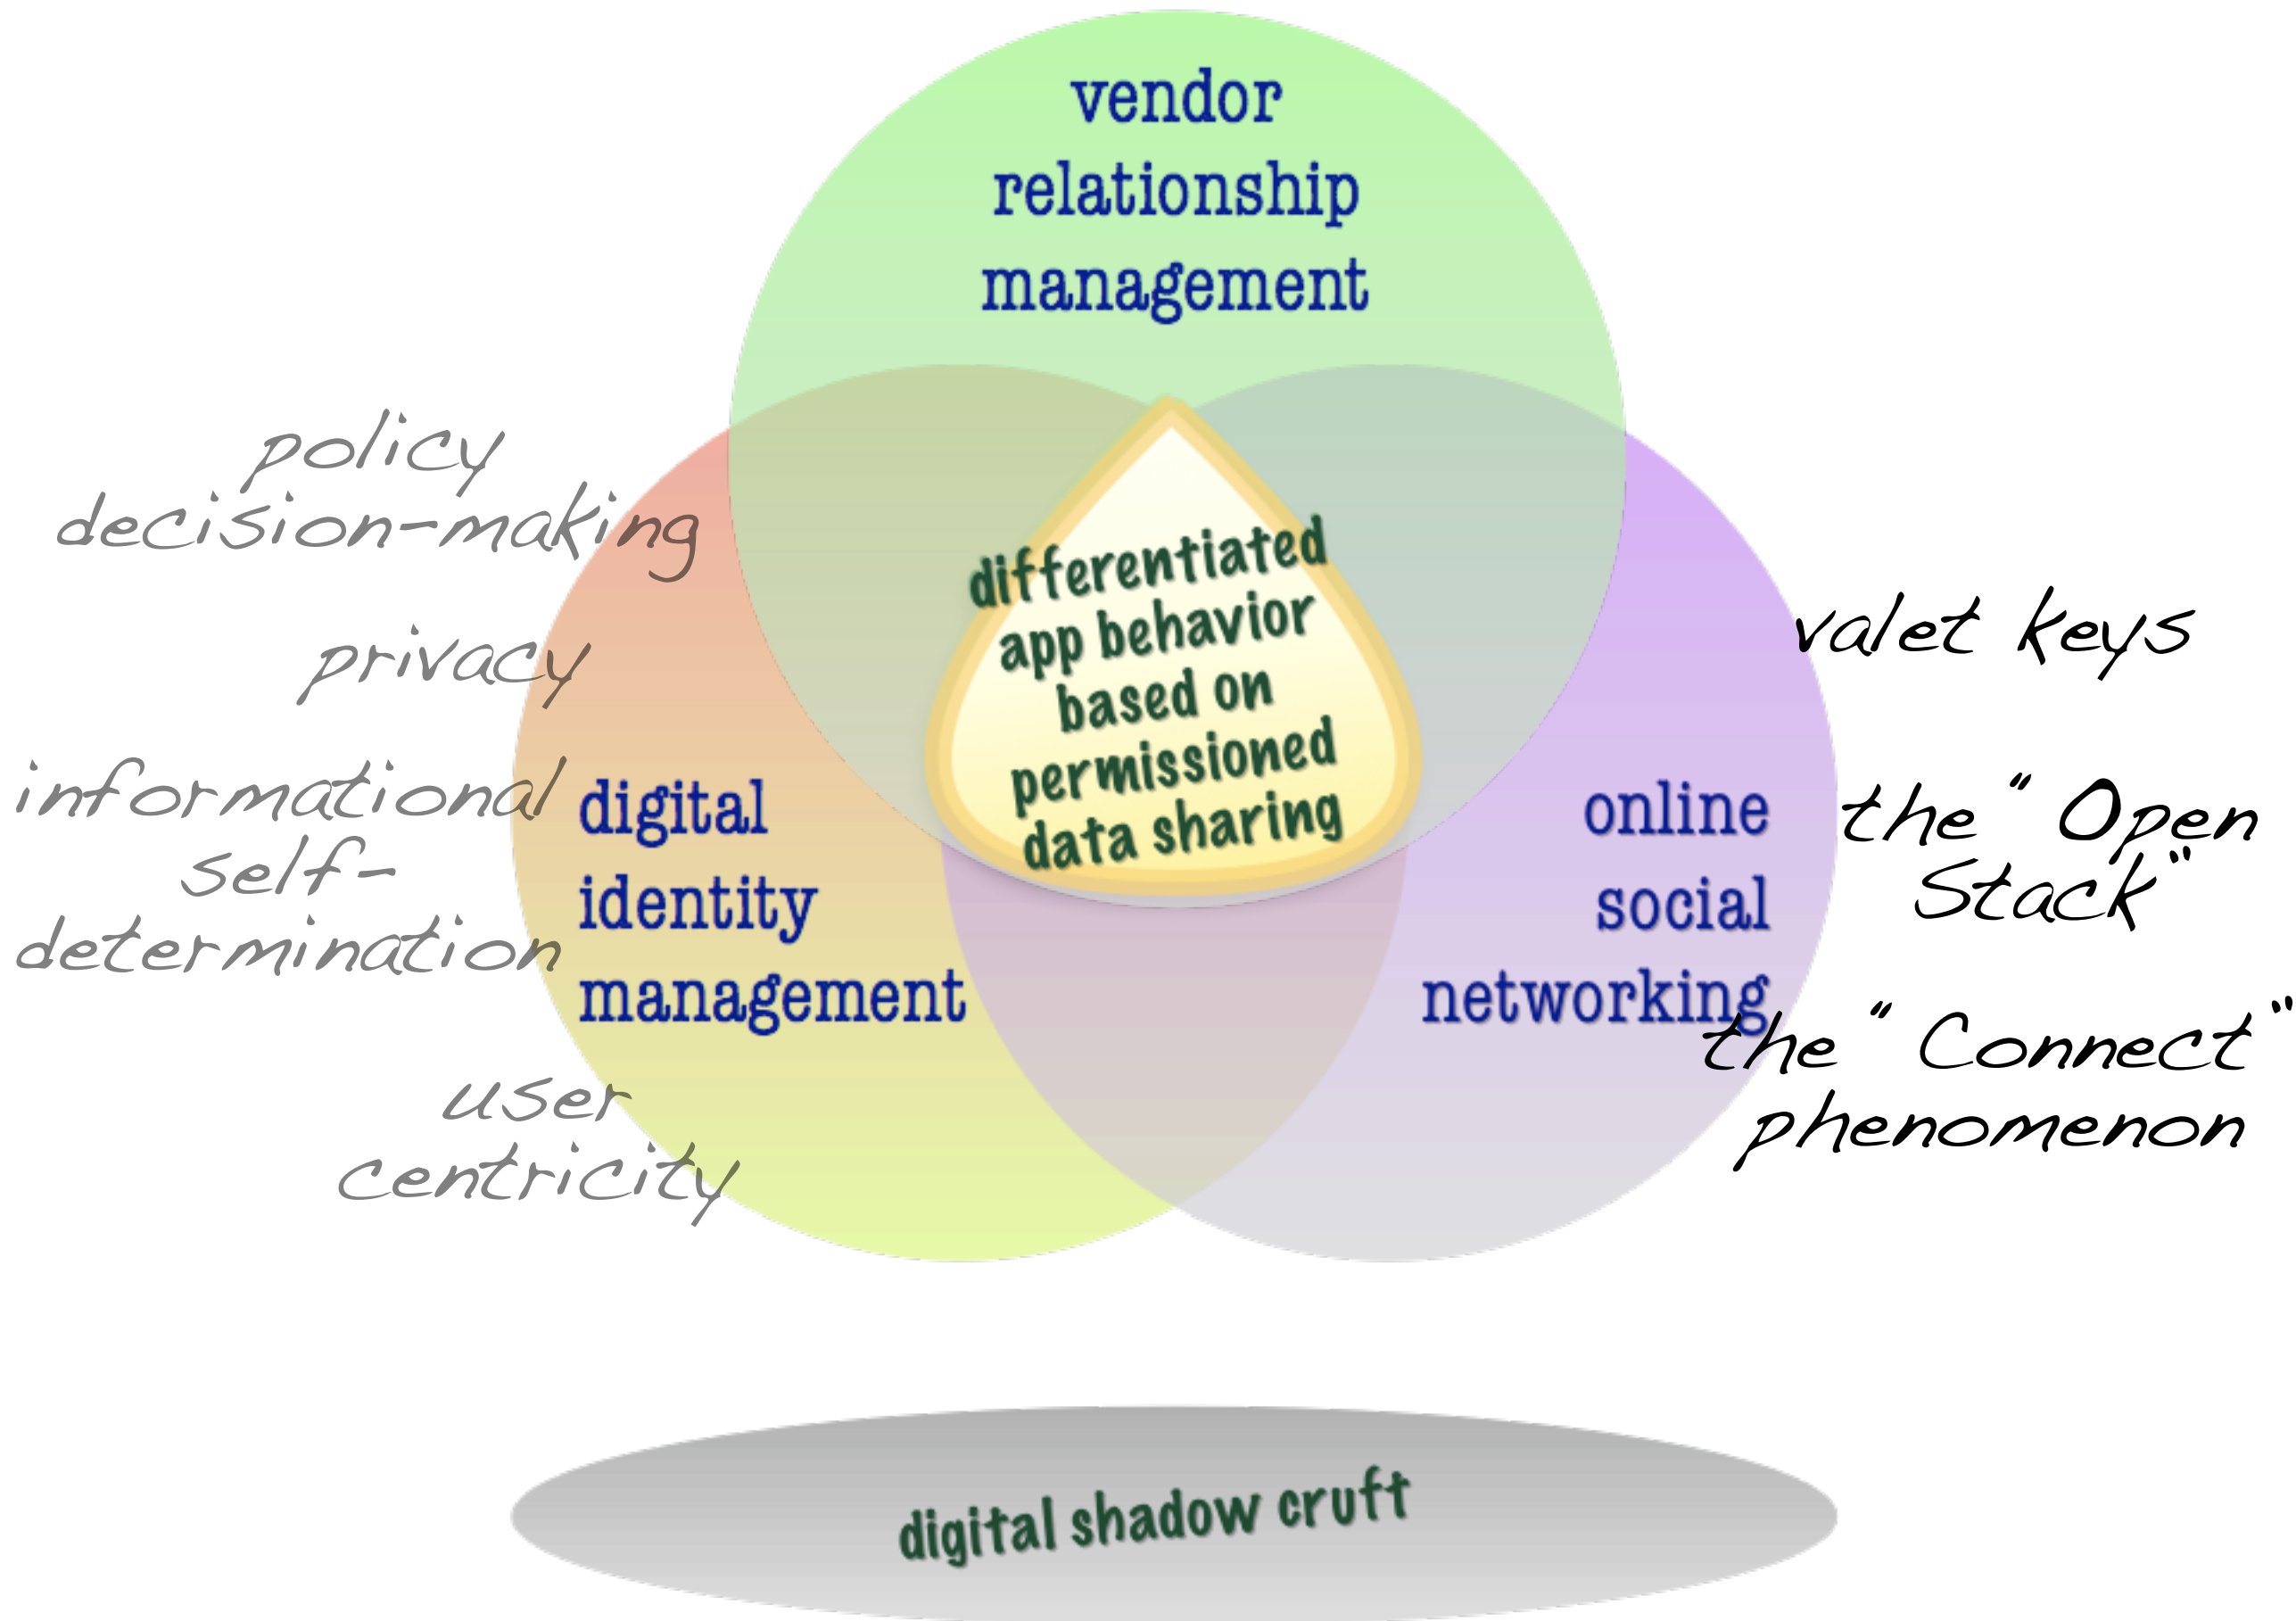 vendor
relationship
management
policy
decision-making
privacy
informational
self-
determination
user
centricity
digital
identity
management
differentiated
app behavior
based on
permissioned
data sharing
online
social
networking
valet keys
the "Open
Stack"
the "Connect"
phenomenon
digital shadow cruft